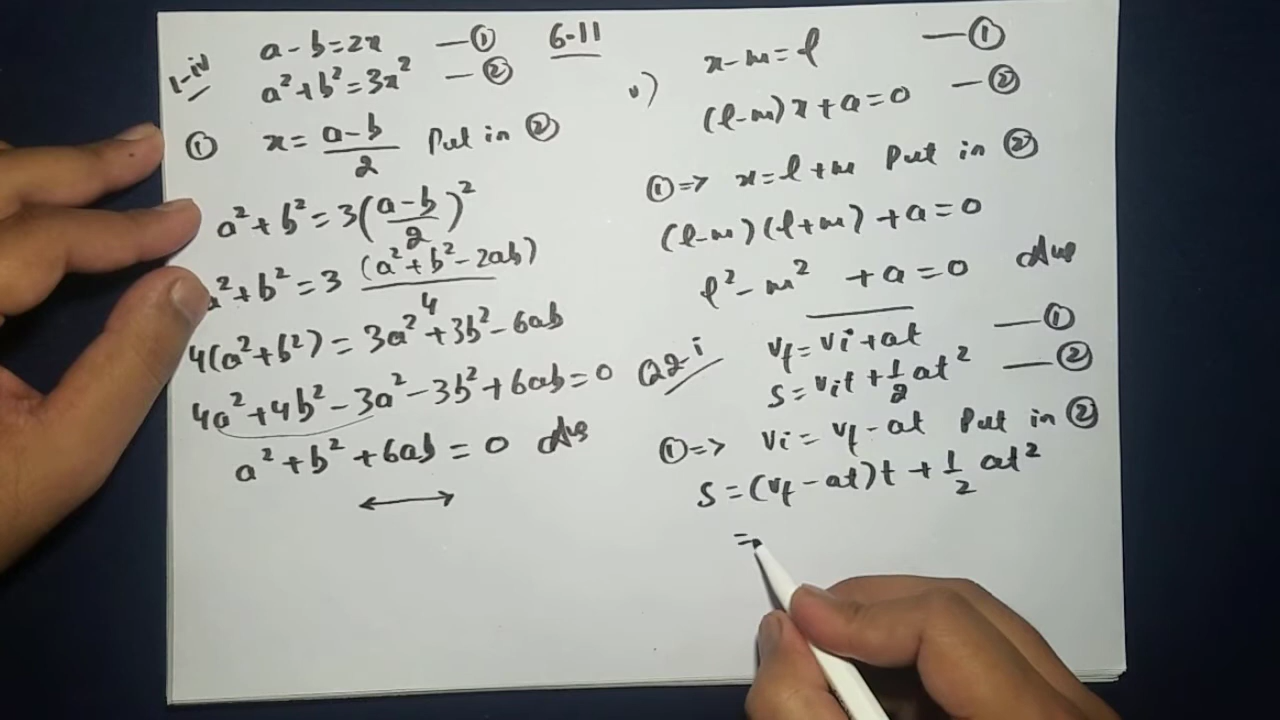 6-11
1-iv a - b = 2x — ①
a² + b² = 3x² — ②
① x = (a-b)/2 Put in ②
a² + b² = 3((a-b)/2)²
a² + b² = 3 (a² + b² - 2ab)/4
4(a² + b²) = 3a² + 3b² - 6ab
4a² + 4b² - 3a² - 3b² + 6ab = 0
a² + b² + 6ab = 0 Ans
v) x - m = l — ①
(l-m) x + a = 0 — ②
① => x = l + m Put in ②
(l-m)(l+m) + a = 0
l² - m² + a = 0 Ans
Q2-i vf = vi + at — ①
S = vit + 1/2 at² — ②
① => vi = vf - at Put in ②
S = (vf - at)t + 1/2 at²
=